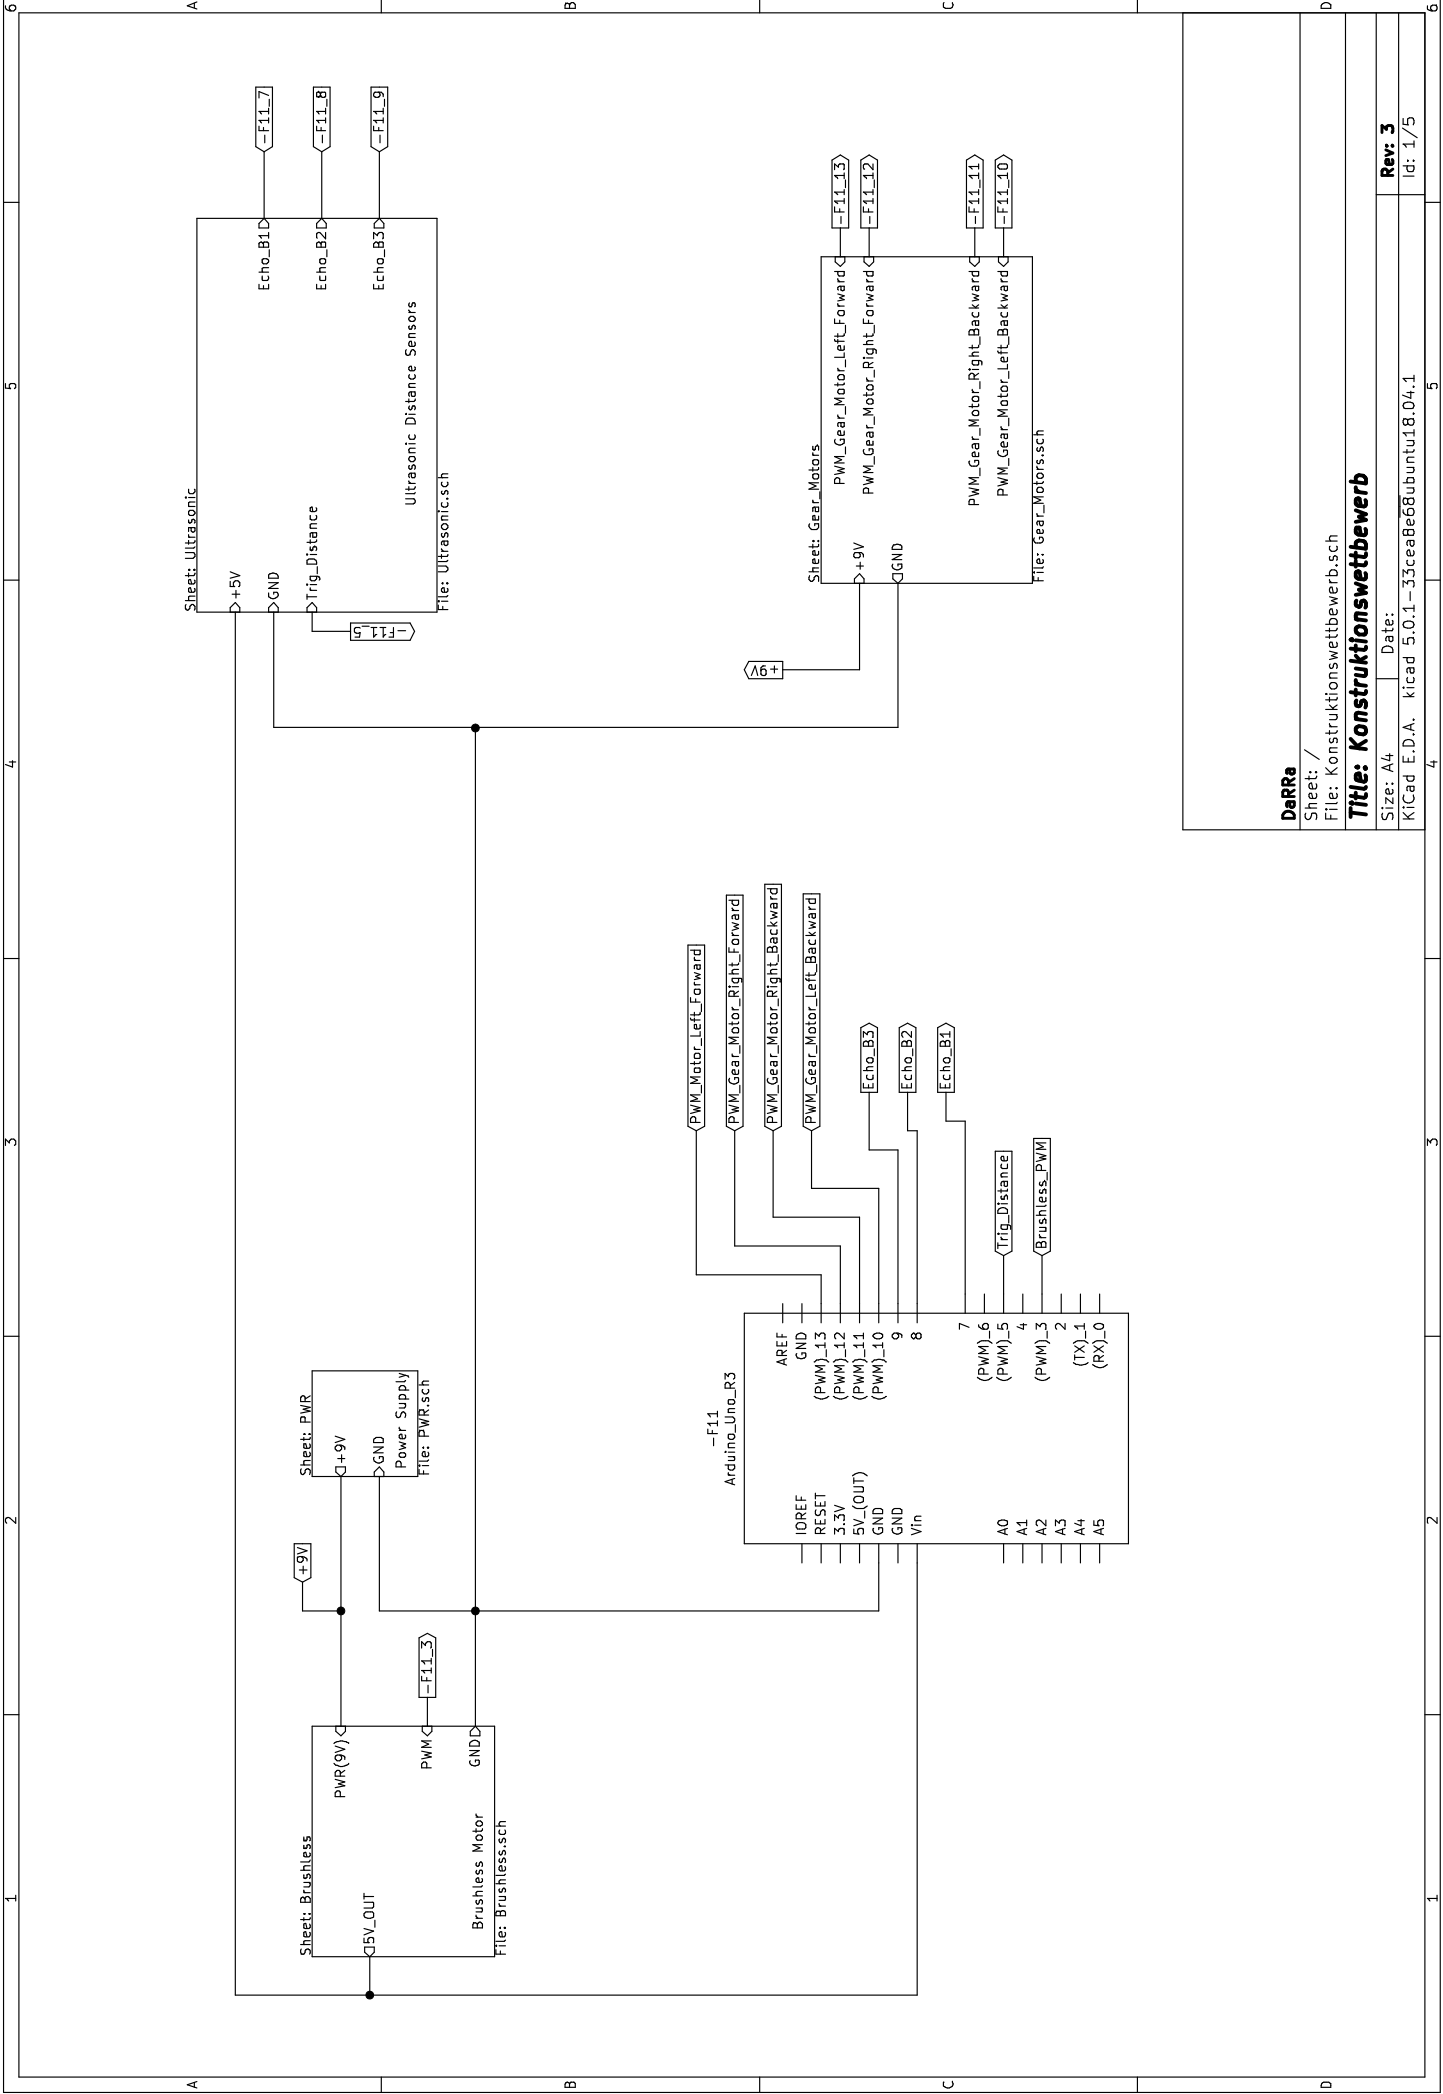 1
2
3
4
5
6
A
B
C
D
Sheet: Brushless
5V_OUT
PWR(9V)
PWM
GND
Brushless Motor
File: Brushless.sch
-F11_3
+9V
Sheet: PWR
+9V
GND
Power Supply
File: PWR.sch
Sheet: Ultrasonic
+5V
GND
Trig_Distance
Echo_B1
Echo_B2
Echo_B3
Ultrasonic Distance Sensors
File: Ultrasonic.sch
-F11_5
-F11_7
-F11_8
-F11_9
-F11
Arduino_Uno_R3
IOREF
RESET
3.3V
5V_(OUT)
GND
GND
Vin
A0
A1
A2
A3
A4
A5
AREF
GND
(PWM)_13
(PWM)_12
(PWM)_11
(PWM)_10
9
8
7
(PWM)_6
(PWM)_5
4
(PWM)_3
2
(TX)_1
(RX)_0
PWM_Motor_Left_Forward
PWM_Gear_Motor_Right_Forward
PWM_Gear_Motor_Right_Backward
PWM_Gear_Motor_Left_Backward
Echo_B3
Echo_B2
Echo_B1
Trig_Distance
Brushless_PWM
+9V
Sheet: Gear_Motors
+9V
GND
PWM_Gear_Motor_Left_Forward
PWM_Gear_Motor_Right_Forward
PWM_Gear_Motor_Right_Backward
PWM_Gear_Motor_Left_Backward
File: Gear_Motors.sch
-F11_13
-F11_12
-F11_11
-F11_10
DaRRa
Sheet: /
File: Konstruktionswettbewerb.sch
Title: Konstruktionswettbewerb
Size: A4 Date: Rev: 3
KiCad E.D.A. kicad 5.0.1-33cea8e68ubuntu18.04.1 Id: 1/5
1
2
3
4
5
6
A
B
C
D